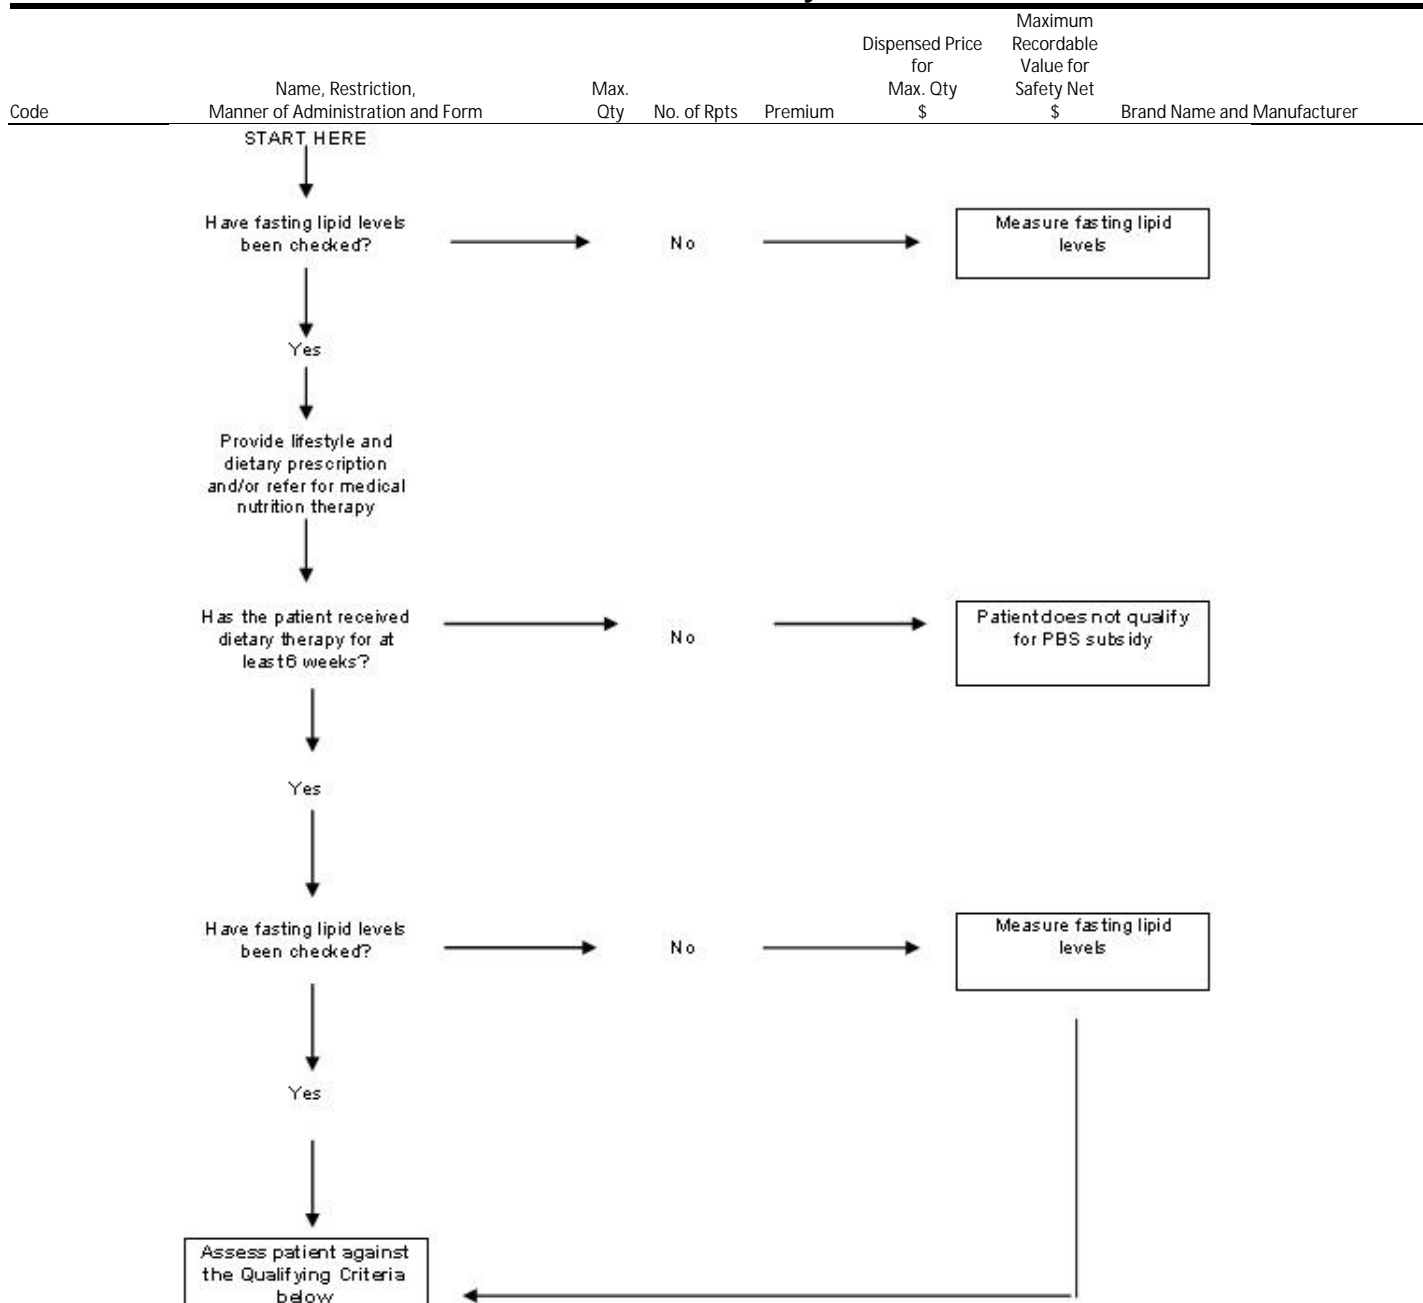 Maximum
Dispensed Price Recordable
for Value for
Name, Restriction, Max. Max. Qty Safety Net
Code Manner of Administration and Form Qty No. of Rpts Premium $ $ Brand Name and Manufacturer
START HERE
Have fasting lipid levels
been checked?
No
Measure fasting lipid
levels
Yes
Provide lifestyle and
dietary prescription
and/or refer for medical
nutrition therapy
Has the patient received
dietary therapy for at
least 6 weeks?
No
Patient does not qualify
for PBS subsidy
Yes
Have fasting lipid levels
been checked?
No
Measure fasting lipid
levels
Yes
Assess patient against
the Qualifying Criteria
below